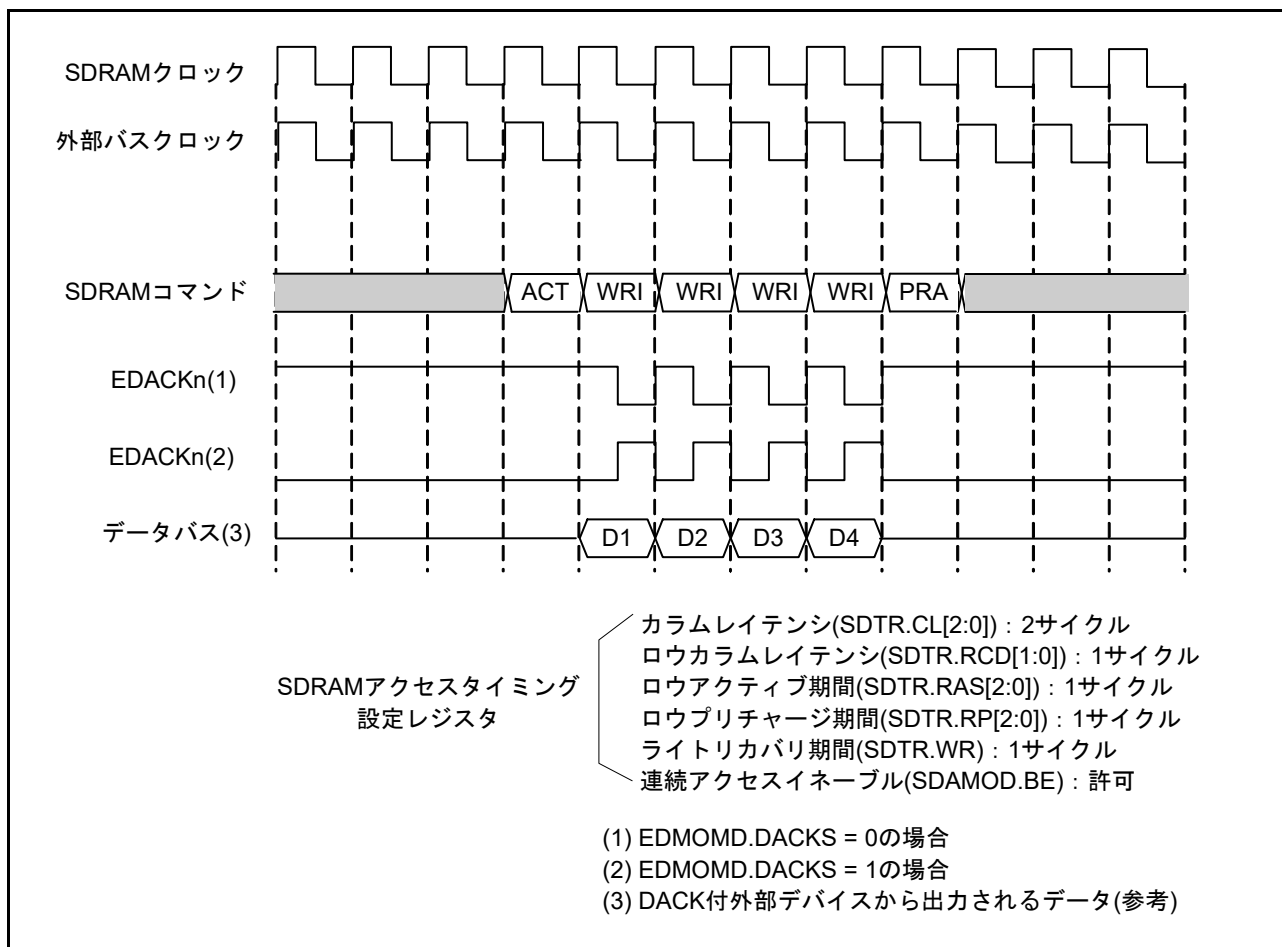 SDRAMクロック
外部バスクロック
SDRAMコマンド
ACT WRI WRI WRI WRI PRA
EDACKn(1)
EDACKn(2)
データバス(3)
D1 D2 D3 D4
SDRAMアクセスタイミング
設定レジスタ
カラムレイテンシ(SDTR.CL[2:0])：2サイクル
ロウカラムレイテンシ(SDTR.RCD[1:0])：1サイクル
ロウアクティブ期間(SDTR.RAS[2:0])：1サイクル
ロウプリチャージ期間(SDTR.RP[2:0])：1サイクル
ライトリカバリ期間(SDTR.WR)：1サイクル
連続アクセスイネーブル(SDAMOD.BE)：許可
(1) EDMOMD.DACKS = 0の場合
(2) EDMOMD.DACKS = 1の場合
(3) DACK付外部デバイスから出力されるデータ(参考)